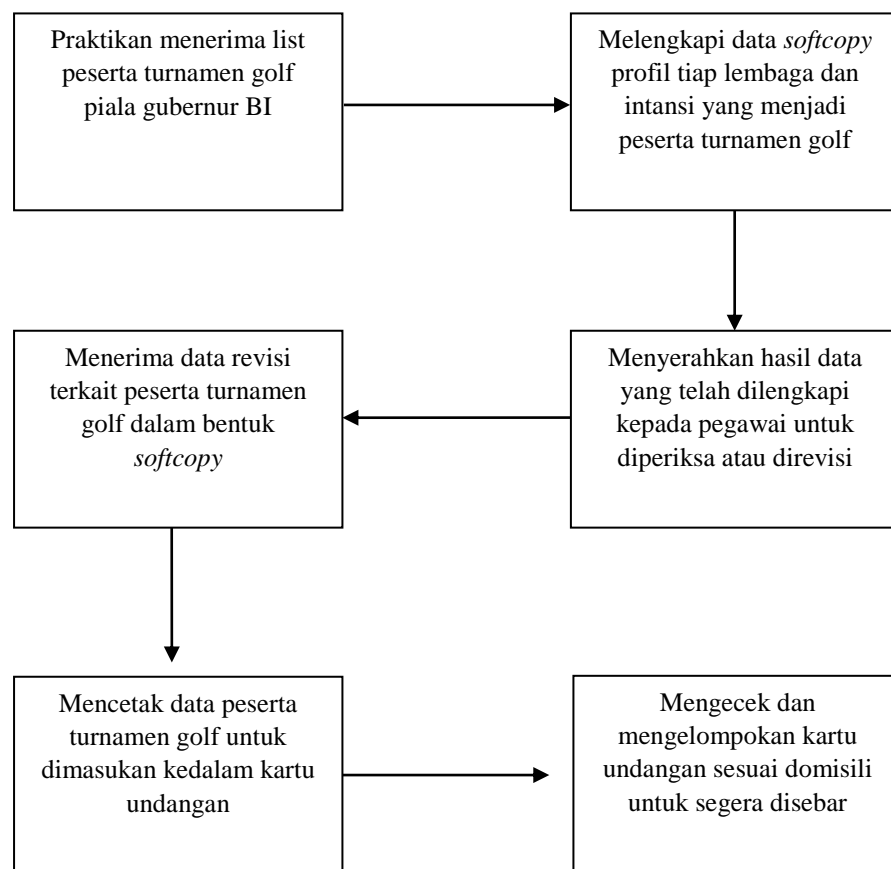 Praktikan menerima list
peserta turnamen golf
piala gubernur BI
Melengkapi data softcopy
profil tiap lembaga dan
intansi yang menjadi
peserta turnamen golf
Menyerahkan hasil data
yang telah dilengkapi
kepada pegawai untuk
diperiksa atau direvisi
Menerima data revisi
terkait peserta turnamen
golf dalam bentuk
softcopy
Mencetak data peserta
turnamen golf untuk
dimasukan kedalam kartu
undangan
Mengecek dan
mengelompokan kartu
undangan sesuai domisili
untuk segera disebar